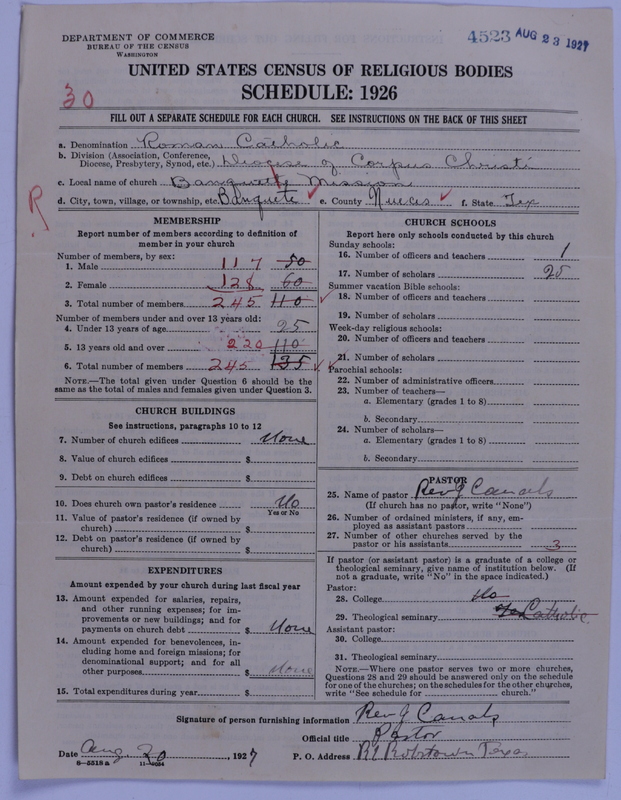 DEPARTMENT OF COMMERCE
BUREAU OF THE CENSUS
WASHINGTON
4523 AUG 23 1927
UNITED STATES CENSUS OF RELIGIOUS BODIES
SCHEDULE: 1926
30
FILL OUT A SEPARATE SCHEDULE FOR EACH CHURCH. SEE INSTRUCTIONS ON THE BACK OF THIS SHEET
a. Denomination Roman Catholic
b. Division (Association, Conference, Diocese, Presbytery, Synod, etc.) Diocese of Corpus Christi
c. Local name of church Banquete Mission
d. City, town, village, or township, etc. Banquete e. County Nueces f. State Tex
R
MEMBERSHIP
Report number of members according to definition of member in your church
Number of members, by sex:
1. Male 117 50
2. Female 128 60
3. Total number of members 245 110
Number of members under and over 13 years old:
4. Under 13 years of age 25
5. 13 years old and over 220 110
6. Total number of members 245 135
NOTE.—The total given under Question 6 should be the same as the total of males and females given under Question 3.
CHURCH BUILDINGS
See instructions, paragraphs 10 to 12
7. Number of church edifices None
8. Value of church edifices $
9. Debt on church edifices $
10. Does church own pastor's residence No
Yes or No
11. Value of pastor's residence (if owned by church) $
12. Debt on pastor's residence (if owned by church) $
EXPENDITURES
Amount expended by your church during last fiscal year
13. Amount expended for salaries, repairs, and other running expenses; for improvements or new buildings; and for payments on church debt $ None
14. Amount expended for benevolences, including home and foreign missions; for denominational support; and for all other purposes $ None
15. Total expenditures during year $
CHURCH SCHOOLS
Report here only schools conducted by this church
Sunday schools:
16. Number of officers and teachers 1
17. Number of scholars 25
Summer vacation Bible schools:
18. Number of officers and teachers
19. Number of scholars
Week-day religious schools:
20. Number of officers and teachers
21. Number of scholars
Parochial schools:
22. Number of administrative officers
23. Number of teachers—
a. Elementary (grades 1 to 8)
b. Secondary
24. Number of scholars—
a. Elementary (grades 1 to 8)
b. Secondary
PASTOR
25. Name of pastor Rev J Canals
(If church has no pastor, write "None")
26. Number of ordained ministers, if any, employed as assistant pastors
27. Number of other churches served by the pastor or his assistants 3
If pastor (or assistant pastor) is a graduate of a college or theological seminary, give name of institution below. (If not a graduate, write "No" in the space indicated.)
Pastor:
28. College No
29. Theological seminary Catholic
Assistant pastor:
30. College
31. Theological seminary
NOTE.—Where one pastor serves two or more churches, Questions 28 and 29 should be answered only on the schedule for one of the churches; on the schedules for the other churches, write "See schedule for ........ church."
Signature of person furnishing information Rev J Canals
Official title Pastor
Date Aug 20, 1927 P. O. Address R1 Robstown Texas
8—5518a 11—9034